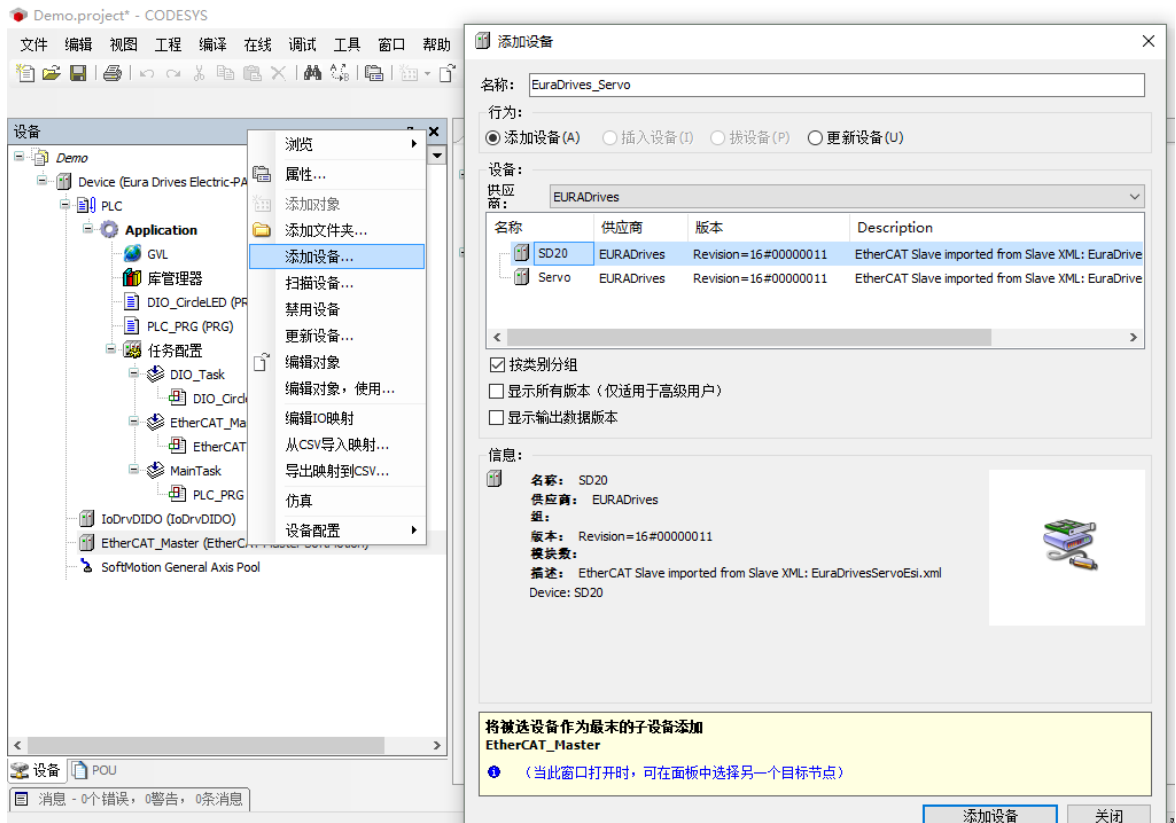 Demo.project* - CODESYS
文件 编辑 视图 工程 编译 在线 调试 工具 窗口 帮助
设备
Demo
Device (Eura Drives Electric-PA
PLC
Application
GVL
库管理器
DIO_CircleLED (PR
PLC_PRG (PRG)
任务配置
DIO_Task
DIO_Circl
EtherCAT_Ma
EtherCAT
MainTask
PLC_PRG
IoDrvDIDO (IoDrvDIDO)
EtherCAT_Master (EtherCAT Master SoftMotion)
SoftMotion General Axis Pool
设备 POU
消息 - 0个错误，0警告，0条消息
浏览
属性...
添加对象
添加文件夹...
添加设备...
扫描设备...
禁用设备
更新设备...
编辑对象
编辑对象，使用...
编辑IO映射
从CSV导入映射...
导出映射到CSV...
仿真
设备配置
添加设备
名称： EuraDrives_Servo
行为：
添加设备(A) 插入设备(I) 拔设备(P) 更新设备(U)
设备：
供应商： EURADrives
名称 供应商 版本 Description
SD20 EURADrives Revision=16#00000011 EtherCAT Slave imported from Slave XML: EuraDrive
Servo EURADrives Revision=16#00000011 EtherCAT Slave imported from Slave XML: EuraDrive
按类别分组
显示所有版本（仅适用于高级用户）
显示输出数据版本
信息：
名称： SD20
供应商： EURADrives
组：
版本： Revision=16#00000011
模块数：
描述： EtherCAT Slave imported from Slave XML: EuraDrivesServoEsi.xml
Device: SD20
将被选设备作为最末的子设备添加
EtherCAT_Master
（当此窗口打开时，可在面板中选择另一个目标节点）
添加设备 关闭